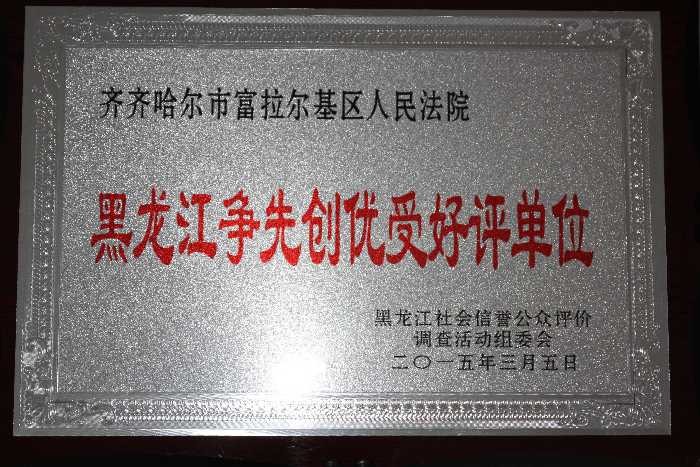 齐齐哈尔市富拉尔基区人民法院
黑龙江争先创优受好评单位
黑龙江社会信誉公众评价
调查活动组委会
二〇一五年三月五日